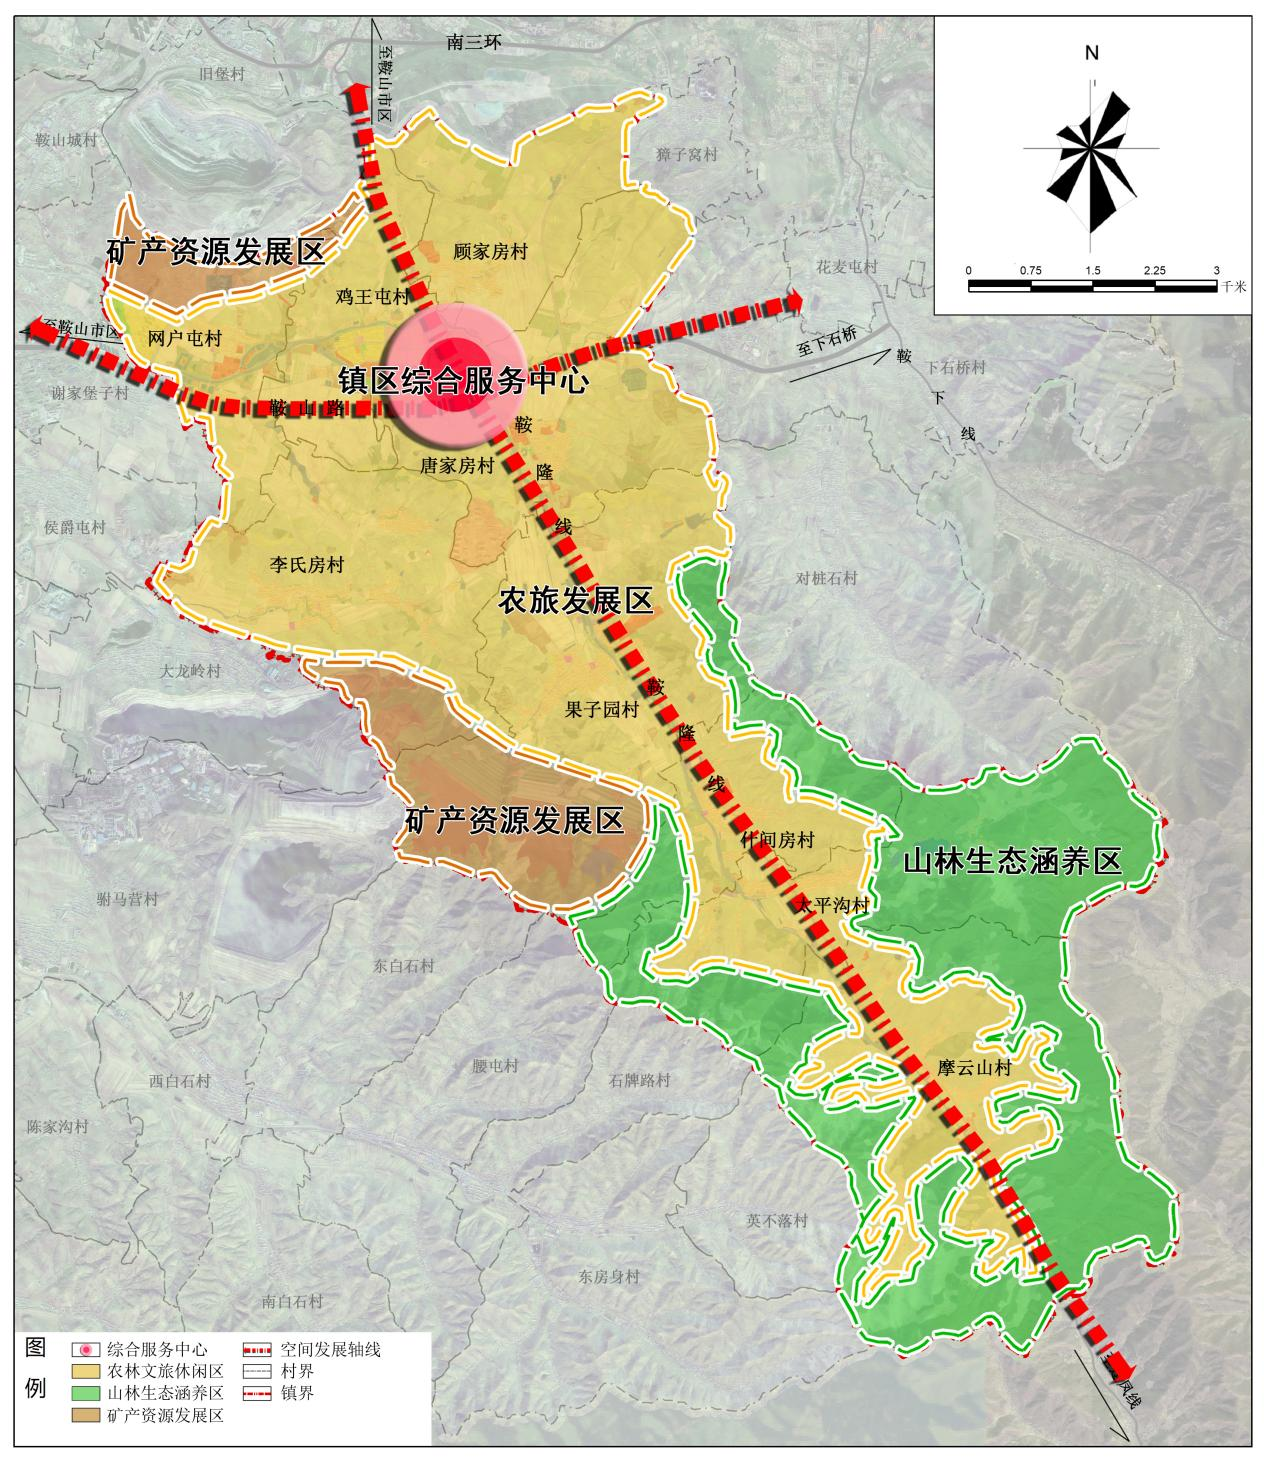 南三环
至鞍山市区
旧堡村
鞍山城村
獐子窝村
N
0 0.75 1.5 2.25 3
千米
矿产资源发展区
顾家房村
花麦屯村
鸡王屯村
至鞍山市区
网户屯村
至下石桥
鞍下线
下石桥村
谢家堡子村
镇区综合服务中心
鞍山路
鞍隆线
唐家房村
侯爵屯村
李氏房村
对桩石村
农旅发展区
大龙岭村
鞍隆线
果子园村
矿产资源发展区
什间房村
山林生态涵养区
驸马营村
太平沟村
东白石村
摩云山村
腰屯村
石牌路村
西白石村
陈家沟村
英不落村
东房身村
南白石村
凤线
图例
综合服务中心
空间发展轴线
农林文旅休闲区
村界
山林生态涵养区
镇界
矿产资源发展区